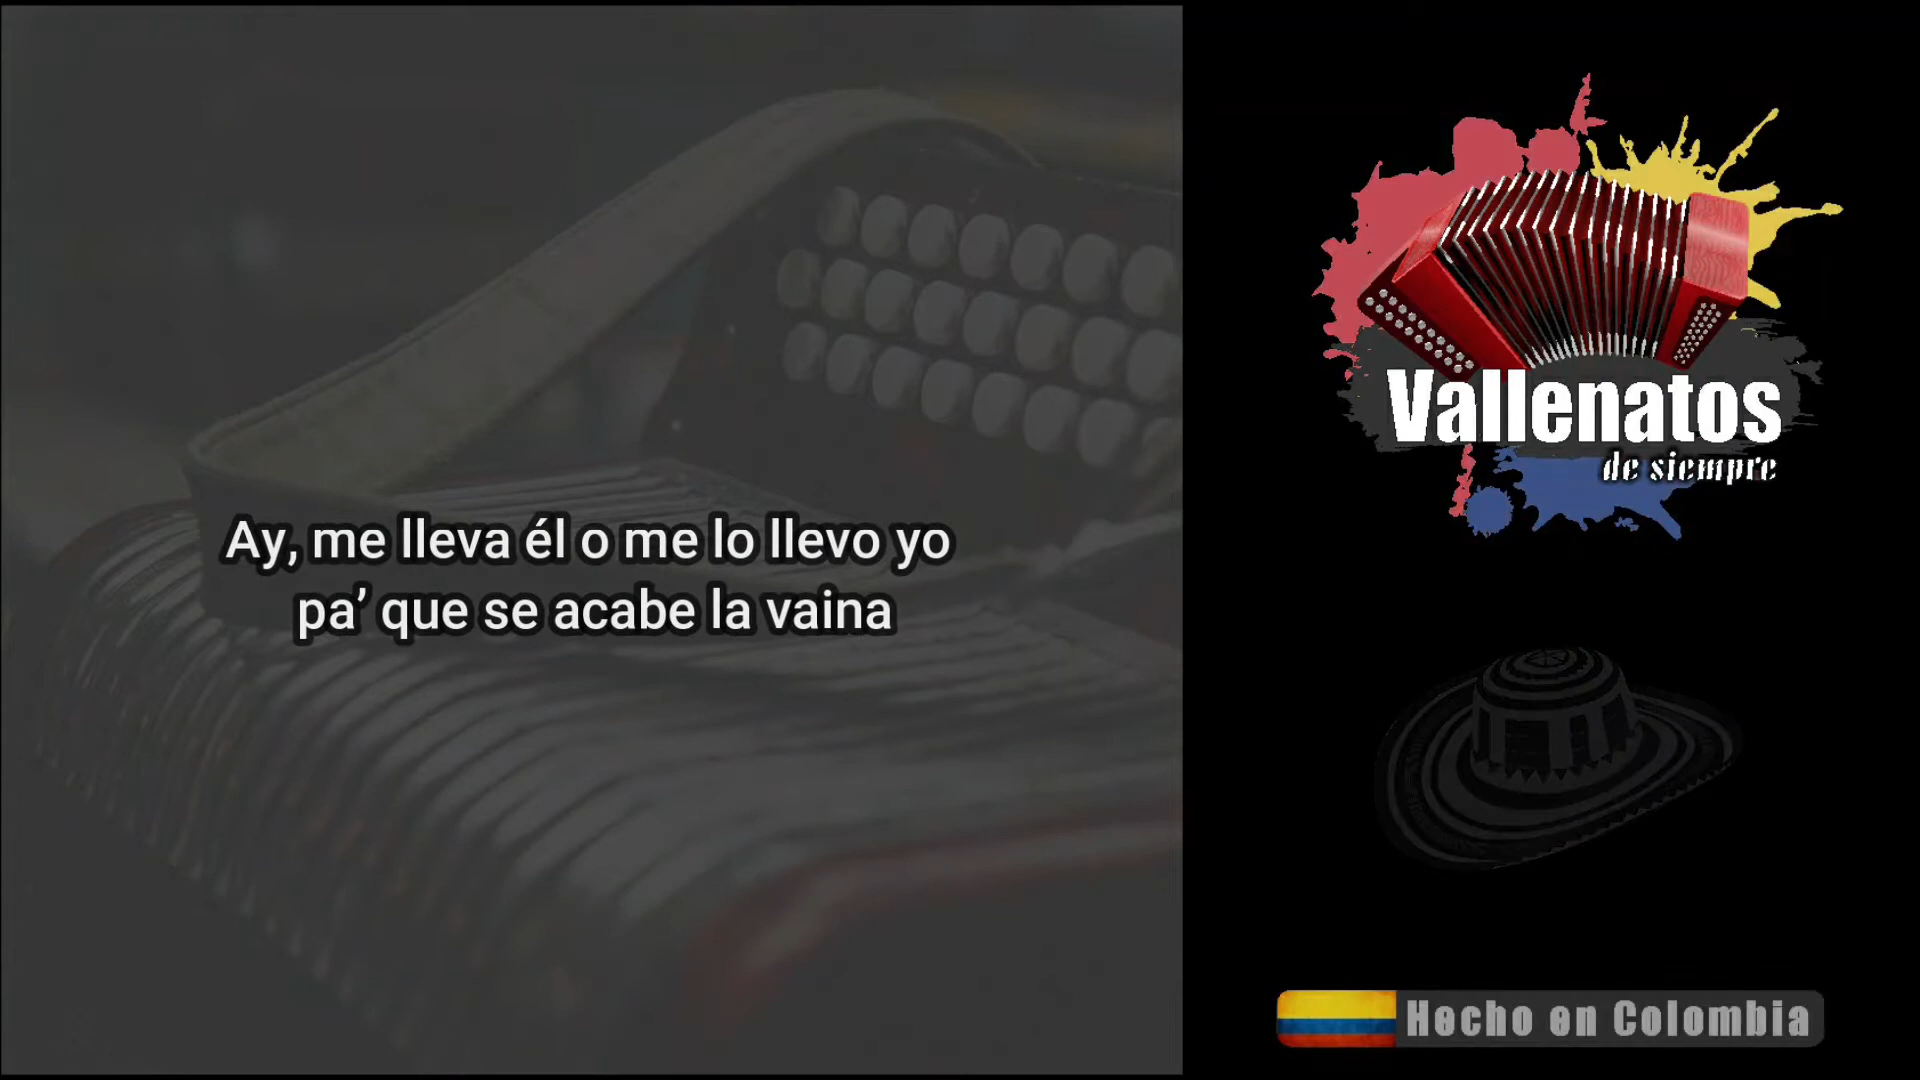 Ay, me lleva él o me lo llevo yo
pa’ que se acabe la vaina
Vallenatos
de siempre
Hecho en Colombia